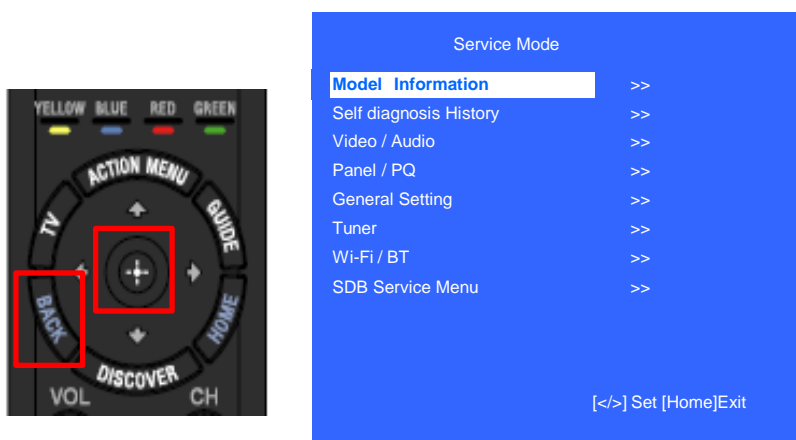 YELLOW BLUE RED GREEN
ACTION MENU
TV
GUIDE
BACK
HOME
DISCOVER
VOL
CH
Service Mode
Model Information >>
Self diagnosis History >>
Video / Audio >>
Panel / PQ >>
General Setting >>
Tuner >>
Wi-Fi / BT >>
SDB Service Menu >>
[</>] Set [Home]Exit